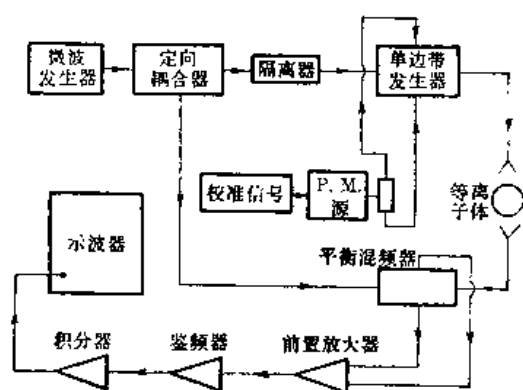 微波
发生器
定向
耦合器
隔离器
单边带
发生器
校准信号
P. M.
源
等离
子体
示波器
平衡混频器
积分器
鉴频器
前置放大器